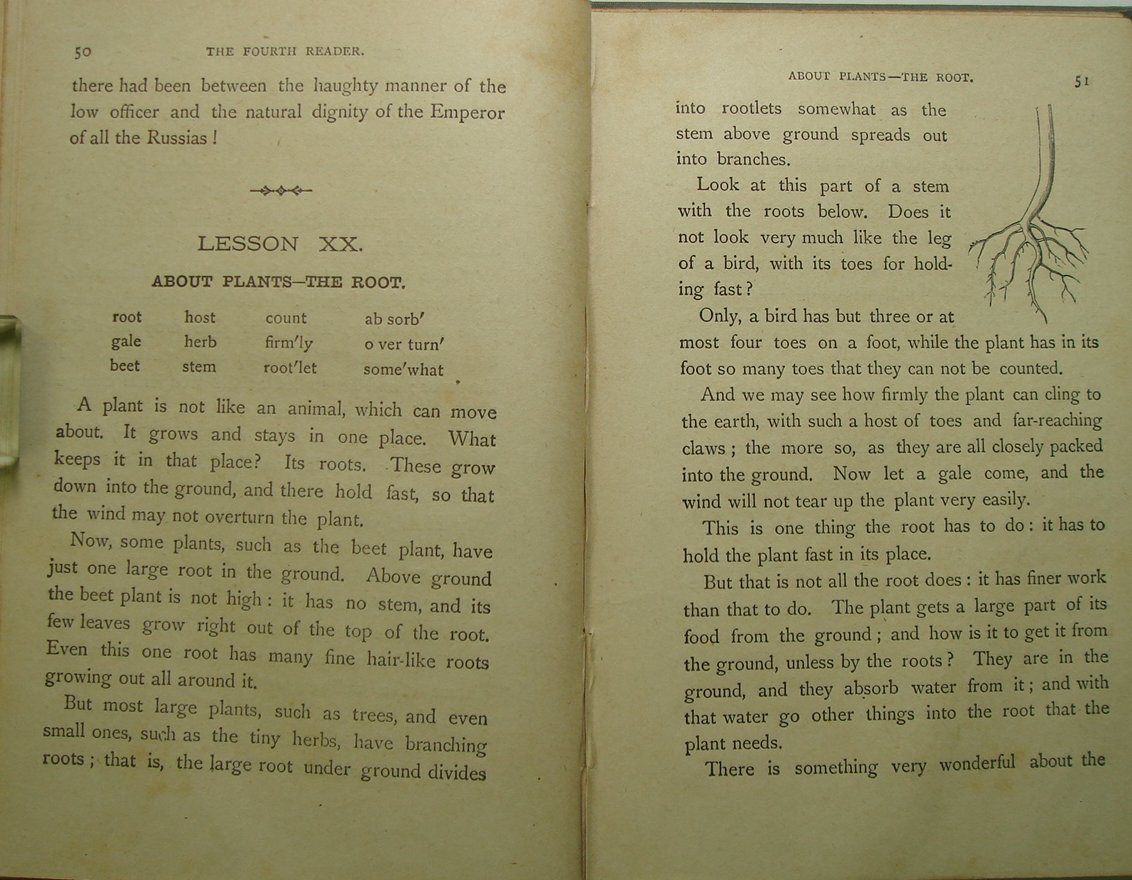 50
THE FOURTH READER.
there had been between the haughty manner of the
low officer and the natural dignity of the Emperor
of all the Russias !
LESSON XX.
ABOUT PLANTS—THE ROOT.
root host count ab sorb′
gale herb firm′ly o ver turn′
beet stem root′let some′what
A plant is not like an animal, which can move
about. It grows and stays in one place. What
keeps it in that place? Its roots. These grow
down into the ground, and there hold fast, so that
the wind may not overturn the plant.
Now, some plants, such as the beet plant, have
just one large root in the ground. Above ground
the beet plant is not high : it has no stem, and its
few leaves grow right out of the top of the root.
Even this one root has many fine hair-like roots
growing out all around it.
But most large plants, such as trees, and even
small ones, such as the tiny herbs, have branching
roots ; that is, the large root under ground divides
ABOUT PLANTS—THE ROOT.
51
into rootlets somewhat as the
stem above ground spreads out
into branches.
Look at this part of a stem
with the roots below. Does it
not look very much like the leg
of a bird, with its toes for hold-
ing fast ?
Only, a bird has but three or at
most four toes on a foot, while the plant has in its
foot so many toes that they can not be counted.
And we may see how firmly the plant can cling to
the earth, with such a host of toes and far-reaching
claws ; the more so, as they are all closely packed
into the ground. Now let a gale come, and the
wind will not tear up the plant very easily.
This is one thing the root has to do : it has to
hold the plant fast in its place.
But that is not all the root does : it has finer work
than that to do. The plant gets a large part of its
food from the ground ; and how is it to get it from
the ground, unless by the roots ? They are in the
ground, and they absorb water from it ; and with
that water go other things into the root that the
plant needs.
There is something very wonderful about the